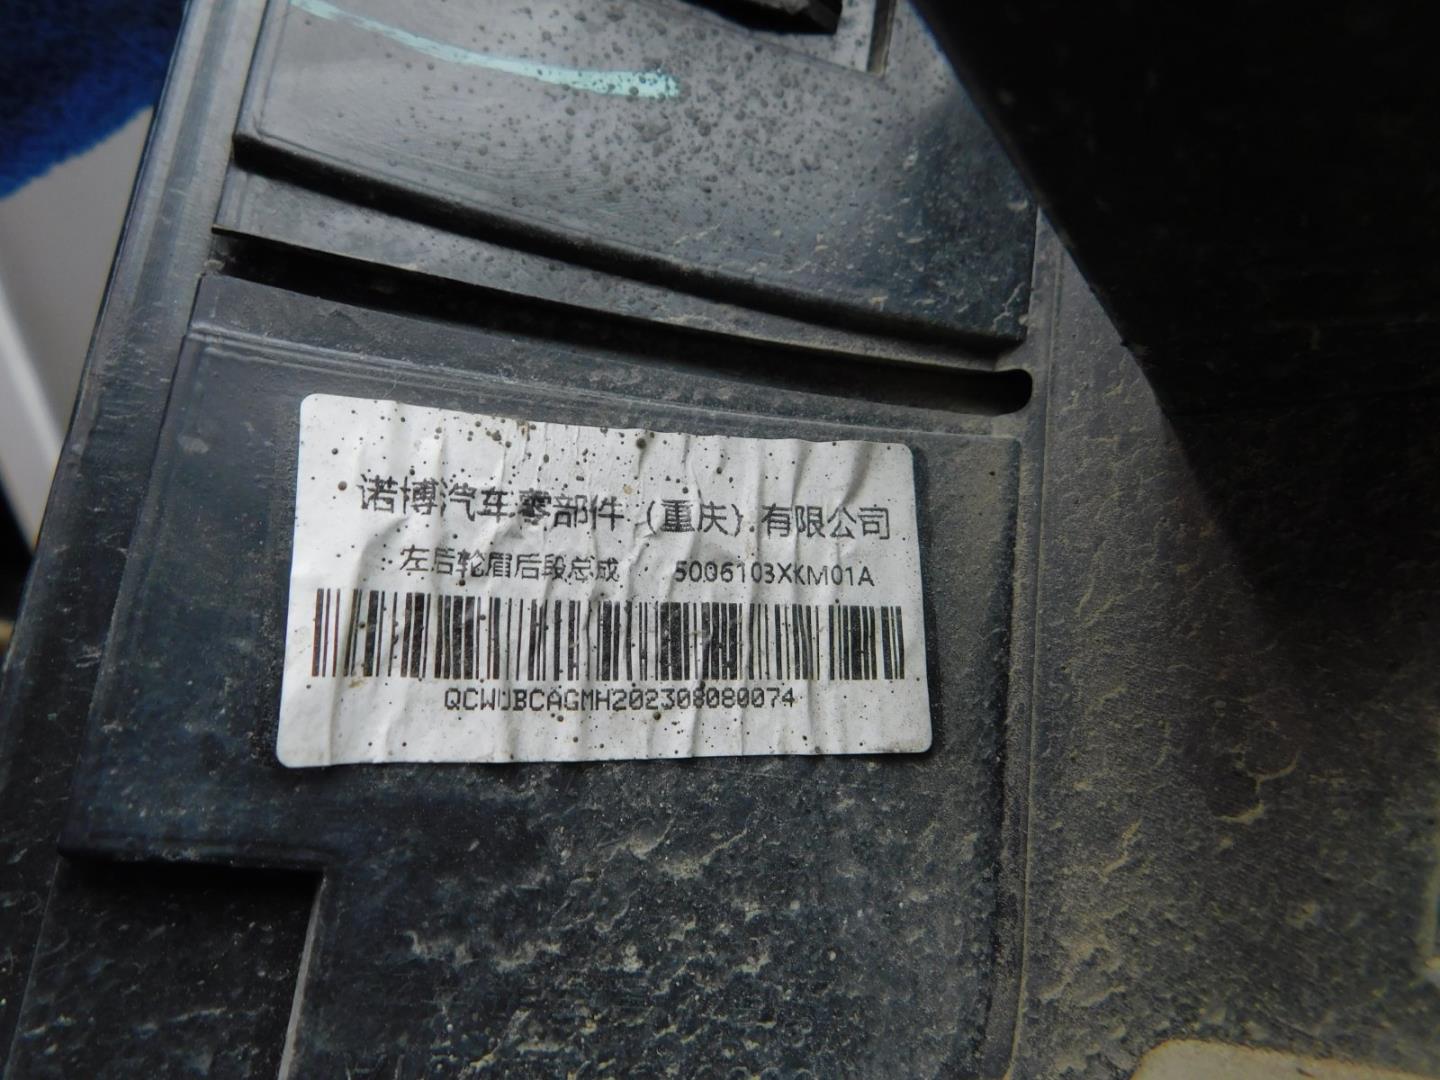 诺博汽车零部件（重庆）有限公司
左后轮眉后段总成 5006103XKM01A
QCWUBCAGMH202308080074